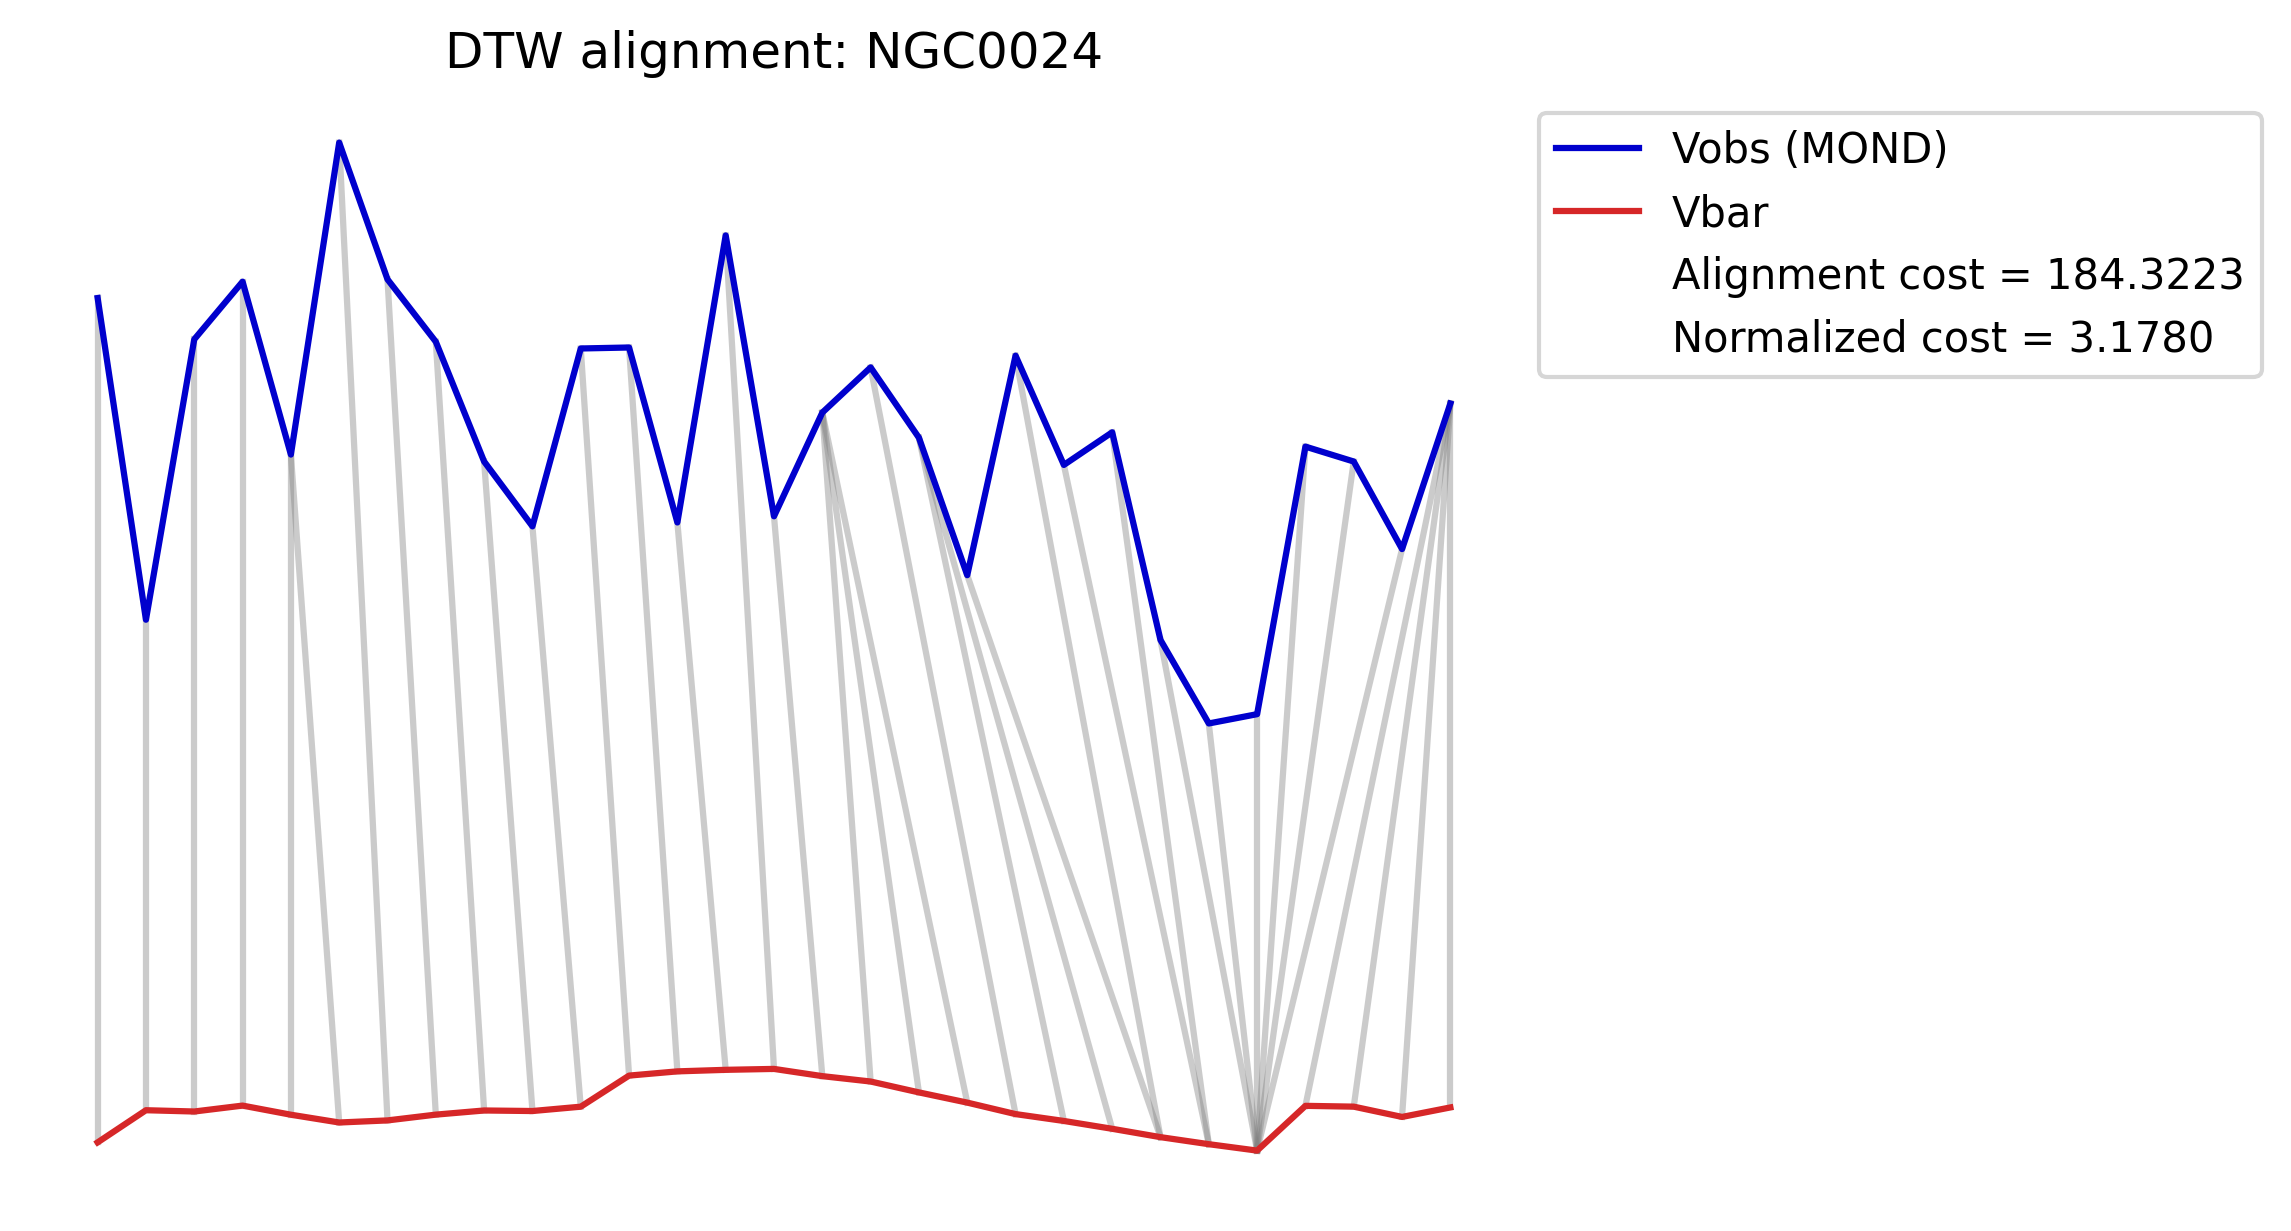 DTW alignment: NGC0024
Vobs (MOND)
Vbar
Alignment cost = 184.3223
Normalized cost = 3.1780